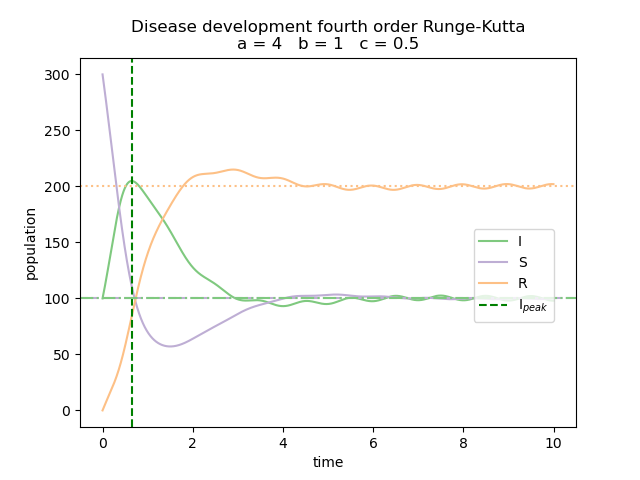 Disease development fourth order Runge-Kutta
a = 4   b = 1   c = 0.5
population
300
250
200
150
100
50
0
I
S
R
I_peak
0 2 4 6 8 10
time